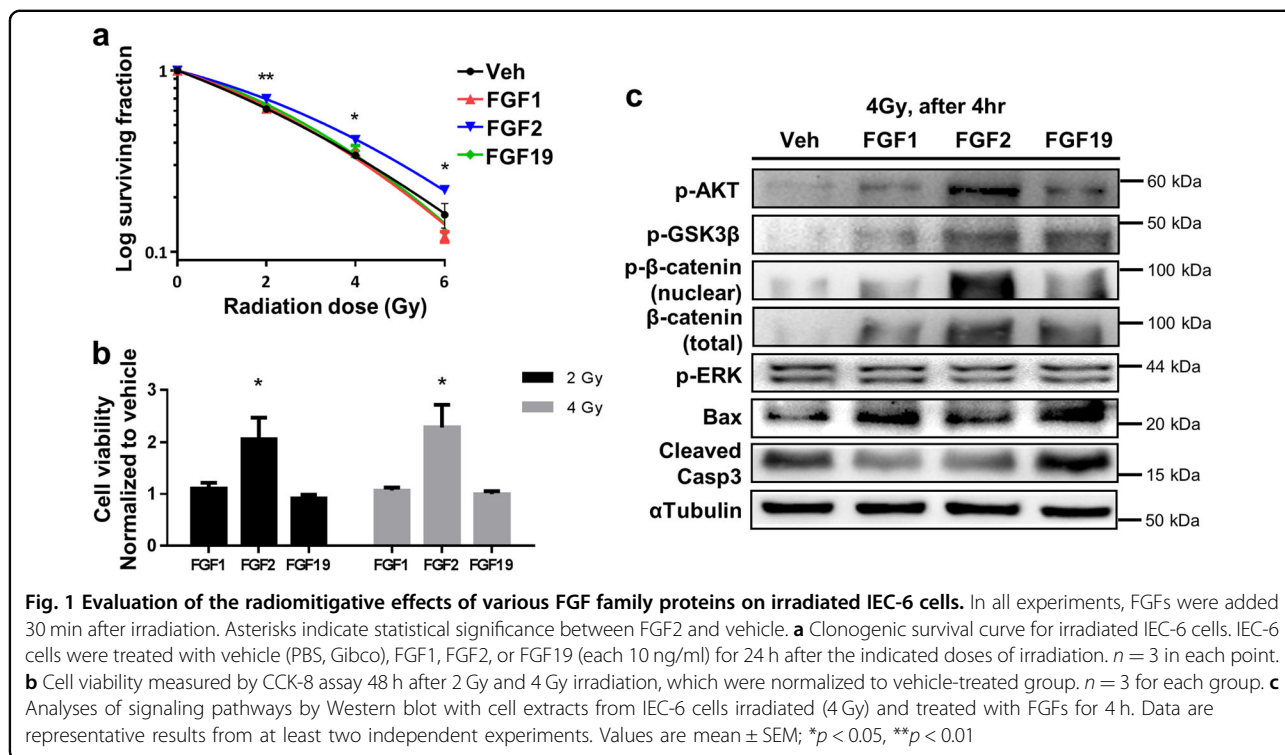 a
Log surviving fraction
1
0.1
** * *
0 2 4 6
Radiation dose (Gy)
Veh
FGF1
FGF2
FGF19
b
Cell viability
Normalized to vehicle
3
2
1
0
* *
FGF1 FGF2 FGF19 FGF1 FGF2 FGF19
2 Gy
4 Gy
c
4Gy, after 4hr
Veh FGF1 FGF2 FGF19
p-AKT 60 kDa
p-GSK3β 50 kDa
p-β-catenin
(nuclear) 100 kDa
β-catenin
(total) 100 kDa
p-ERK 44 kDa
Bax 20 kDa
Cleaved
Casp3 15 kDa
αTubulin 50 kDa
Fig. 1 Evaluation of the radiomitigative effects of various FGF family proteins on irradiated IEC-6 cells. In all experiments, FGFs were added
30 min after irradiation. Asterisks indicate statistical significance between FGF2 and vehicle. a Clonogenic survival curve for irradiated IEC-6 cells. IEC-6
cells were treated with vehicle (PBS, Gibco), FGF1, FGF2, or FGF19 (each 10 ng/ml) for 24 h after the indicated doses of irradiation. n = 3 in each point.
b Cell viability measured by CCK-8 assay 48 h after 2 Gy and 4 Gy irradiation, which were normalized to vehicle-treated group. n = 3 for each group. c
Analyses of signaling pathways by Western blot with cell extracts from IEC-6 cells irradiated (4 Gy) and treated with FGFs for 4 h. Data are
representative results from at least two independent experiments. Values are mean ± SEM; *p < 0.05, **p < 0.01